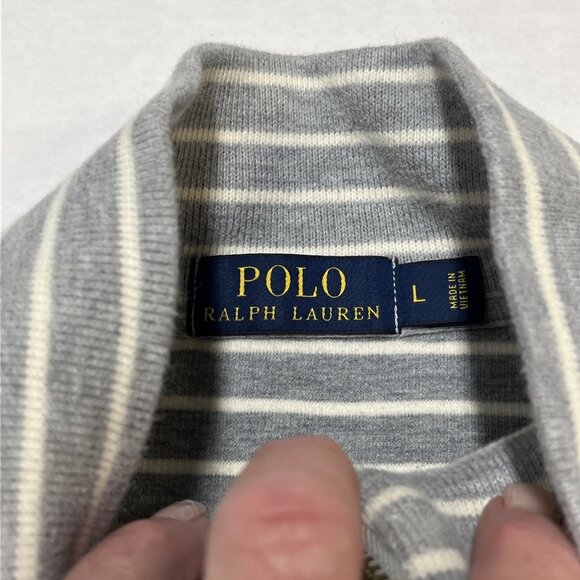 POLO
RALPH LAUREN
L
MADE IN
VIETNAM